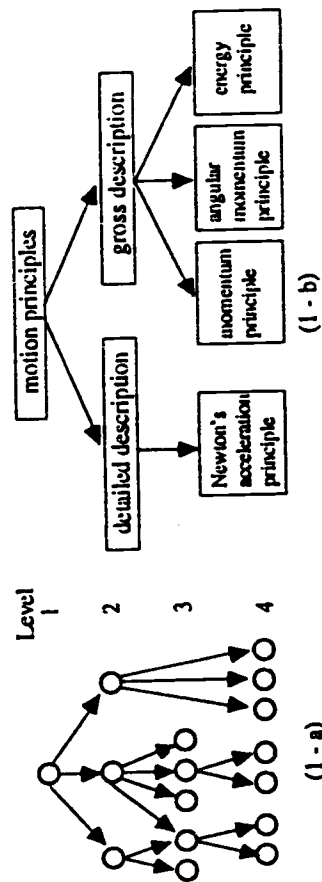 Level
1
2
3
4
(1 - a)
motion principles
detailed description
gross description
Newton's
acceleration
principle
momentum
principle
angular
momentum
principle
energy
principle
(1 - b)